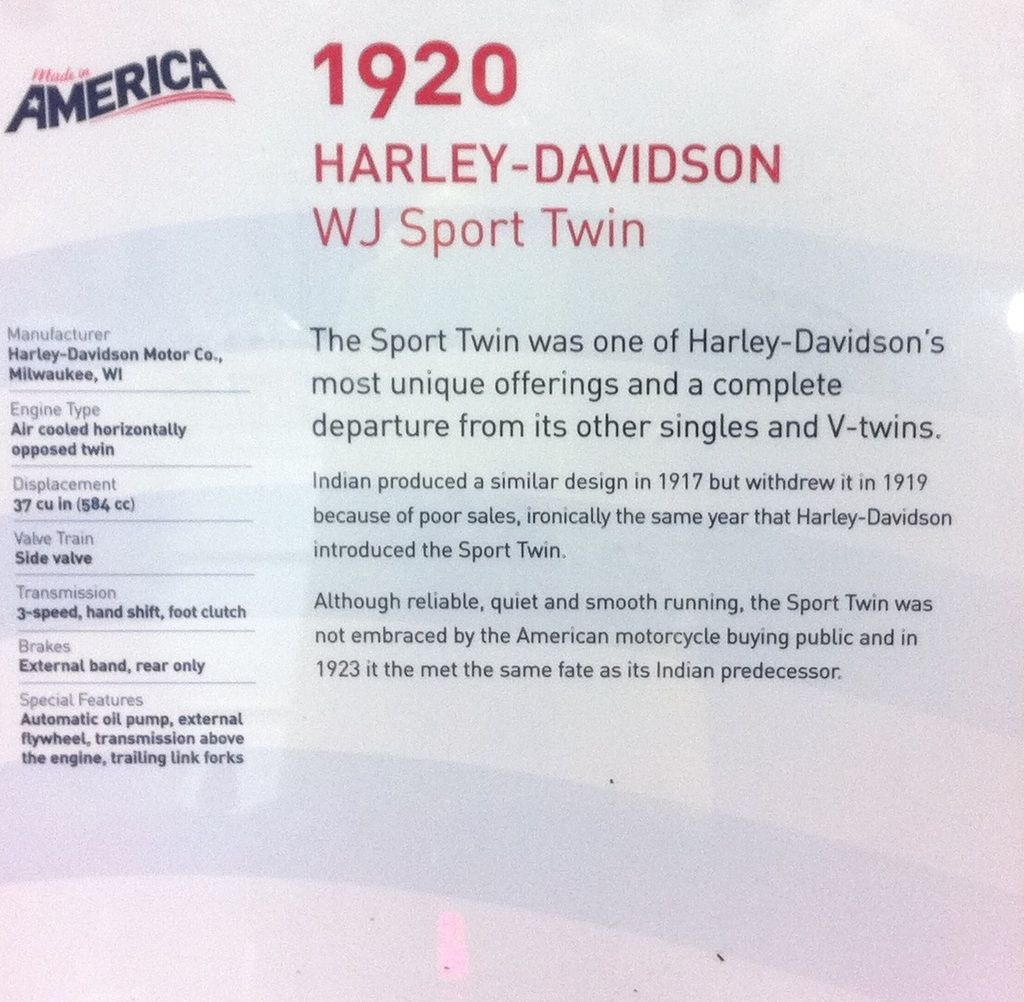 Made in
AMERICA
1920
HARLEY-DAVIDSON
WJ Sport Twin
Manufacturer
Harley-Davidson Motor Co.,
Milwaukee, WI
Engine Type
Air cooled horizontally
opposed twin
Displacement
37 cu in (584 cc)
Valve Train
Side valve
Transmission
3-speed, hand shift, foot clutch
Brakes
External band, rear only
Special Features
Automatic oil pump, external
flywheel, transmission above
the engine, trailing link forks
The Sport Twin was one of Harley-Davidson's
most unique offerings and a complete
departure from its other singles and V-twins.
Indian produced a similar design in 1917 but withdrew it in 1919
because of poor sales, ironically the same year that Harley-Davidson
introduced the Sport Twin.
Although reliable, quiet and smooth running, the Sport Twin was
not embraced by the American motorcycle buying public and in
1923 it the met the same fate as its Indian predecessor.